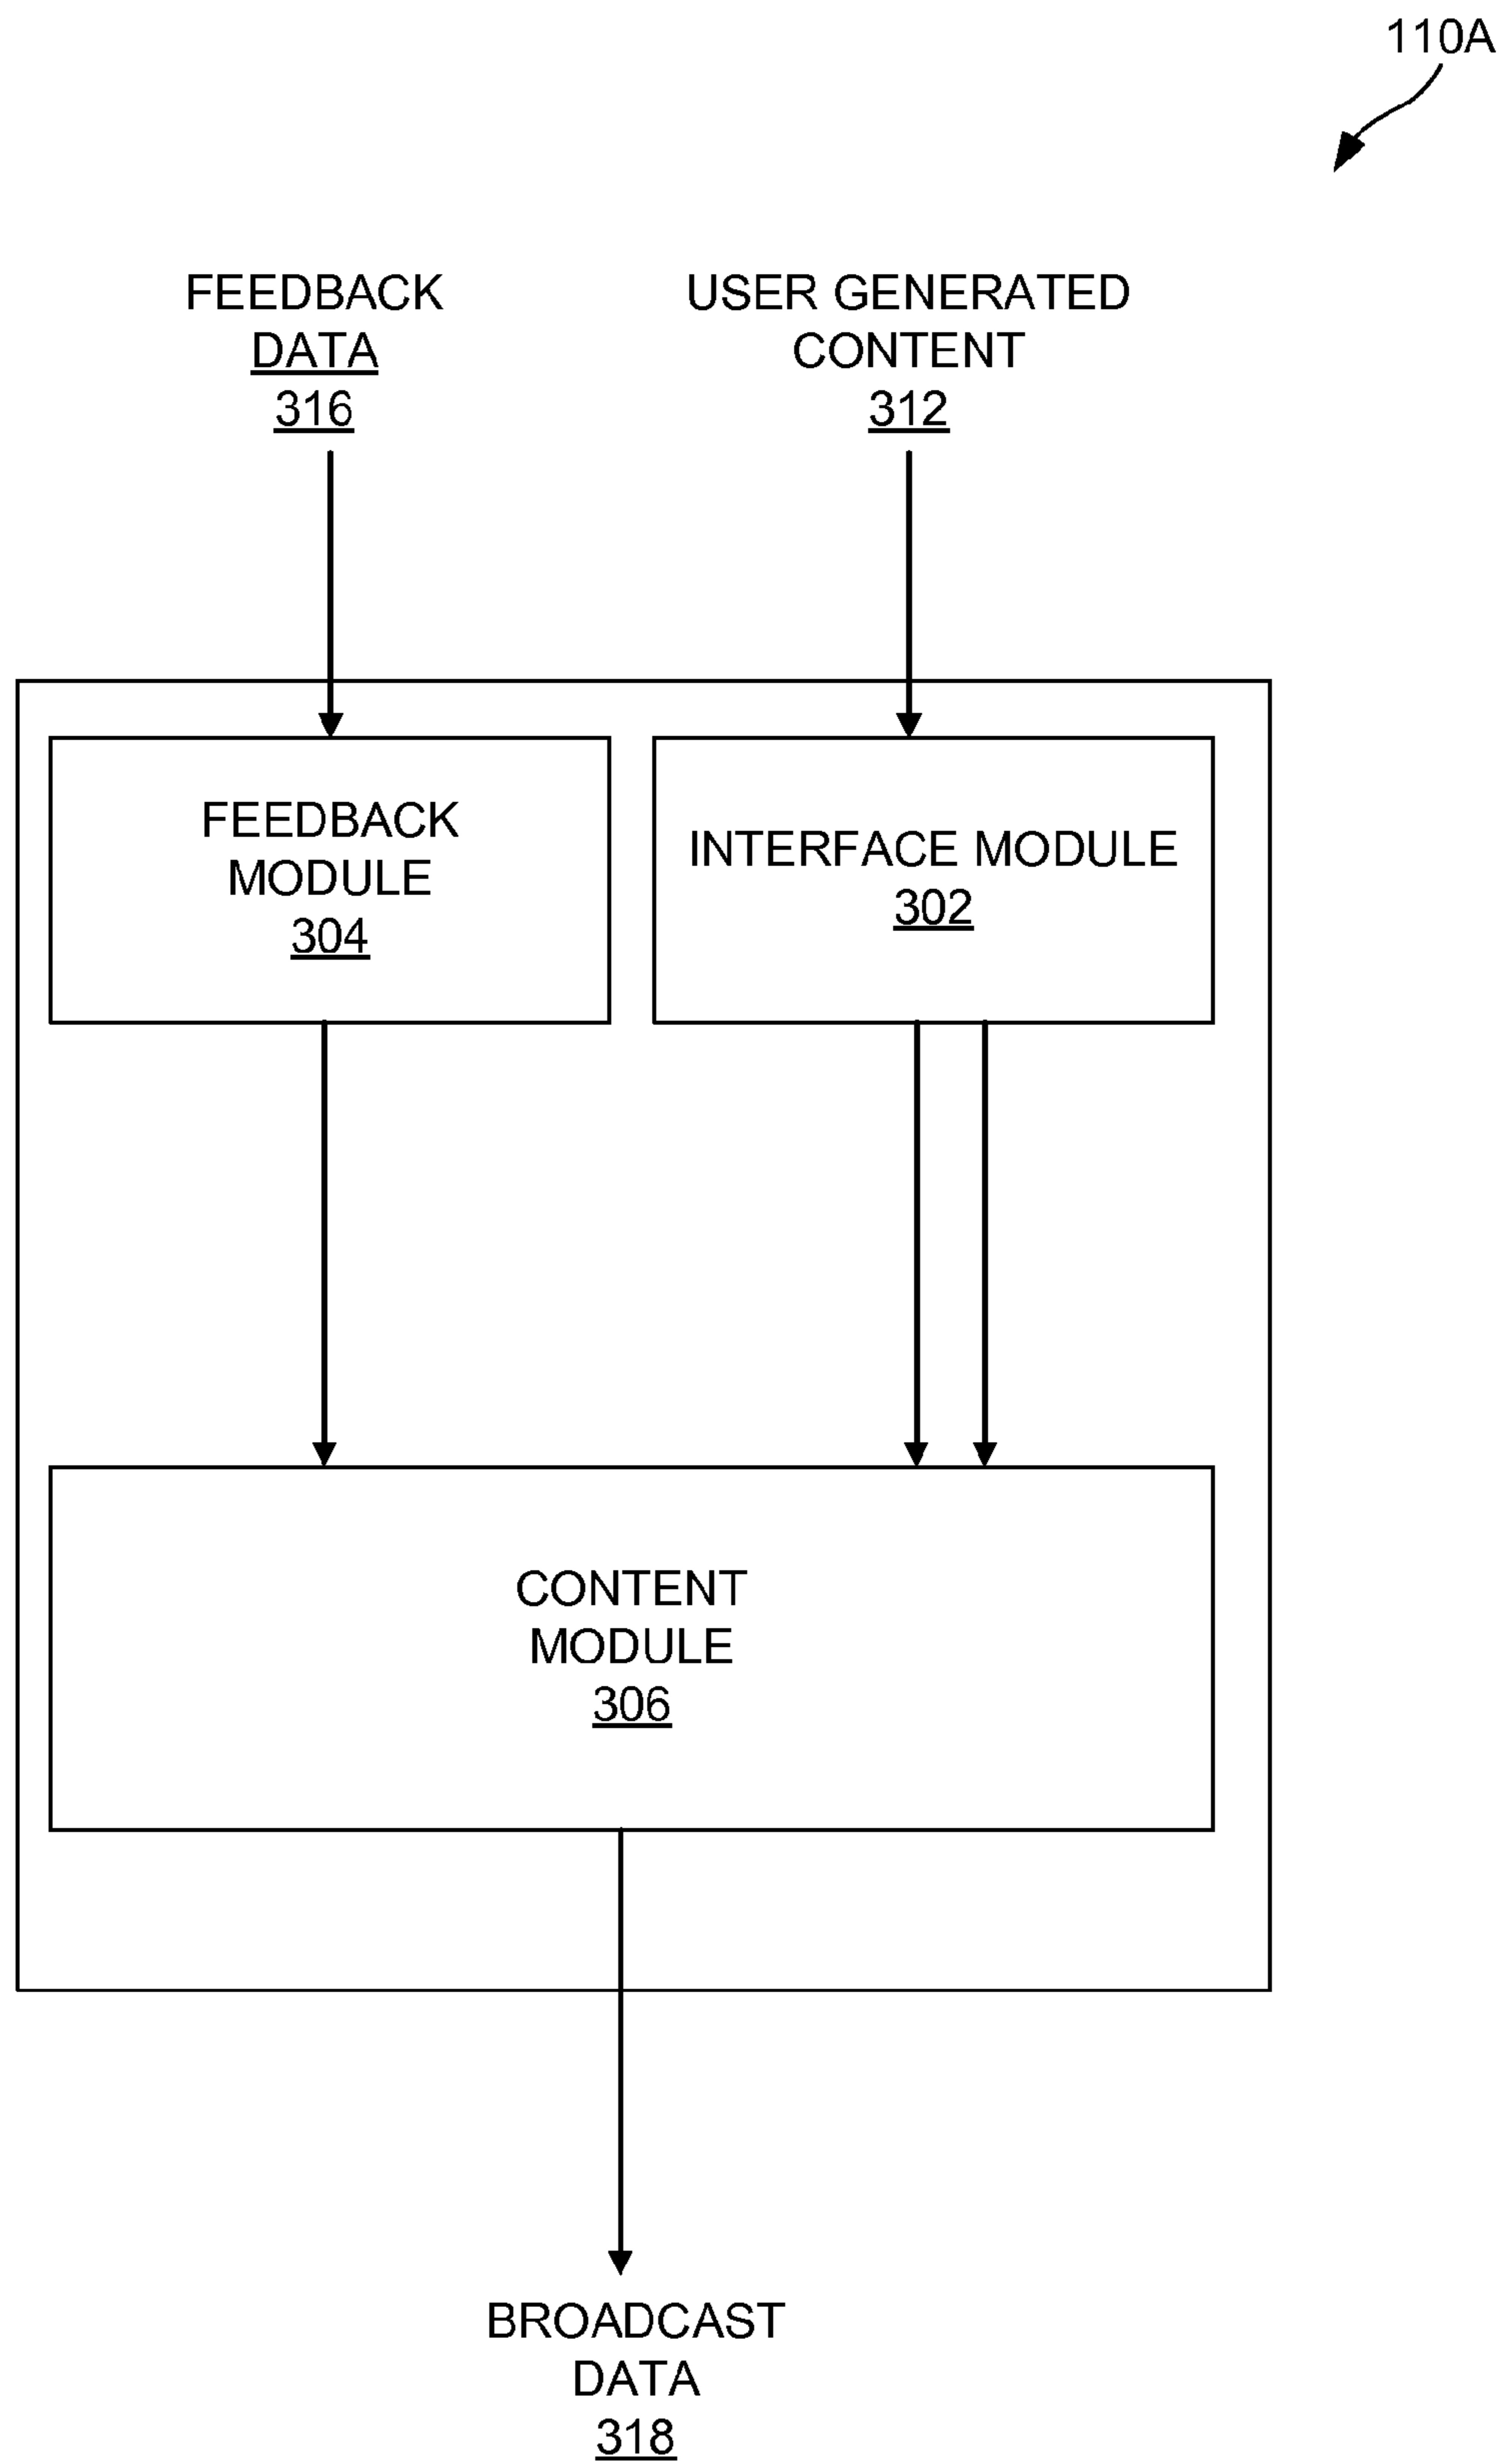 110A
FEEDBACK
DATA
316
USER GENERATED
CONTENT
312
FEEDBACK
MODULE
304
INTERFACE MODULE
302
CONTENT
MODULE
306
BROADCAST
DATA
318